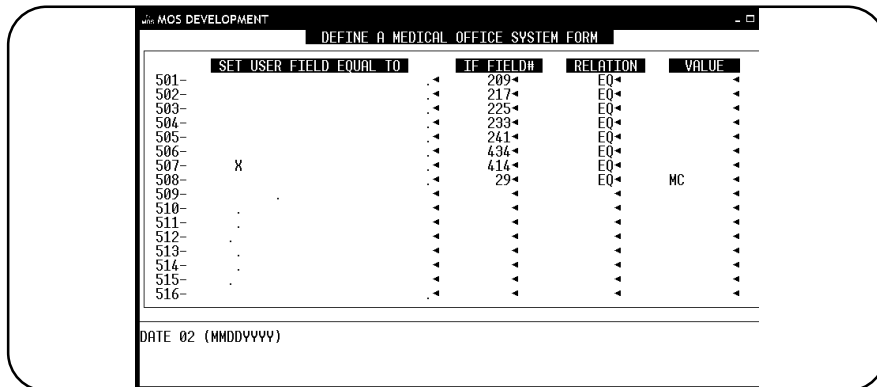 MOS MOS DEVELOPMENT
DEFINE A MEDICAL OFFICE SYSTEM FORM
SET USER FIELD EQUAL TO IF FIELD# RELATION VALUE
501- .◄ 209◄ EQ◄ ◄
502- .◄ 217◄ EQ◄ ◄
503- .◄ 225◄ EQ◄ ◄
504- .◄ 233◄ EQ◄ ◄
505- .◄ 241◄ EQ◄ ◄
506- .◄ 434◄ EQ◄ ◄
507- X .◄ 414◄ EQ◄ ◄
508- .◄ 29◄ EQ◄ MC ◄
509- . ◄ ◄ ◄ ◄
510- . ◄ ◄ ◄ ◄
511- . ◄ ◄ ◄ ◄
512- . ◄ ◄ ◄ ◄
513- . ◄ ◄ ◄ ◄
514- . ◄ ◄ ◄ ◄
515- . ◄ ◄ ◄ ◄
516- .◄ ◄ ◄ ◄
DATE 02 (MMDDYYYY)